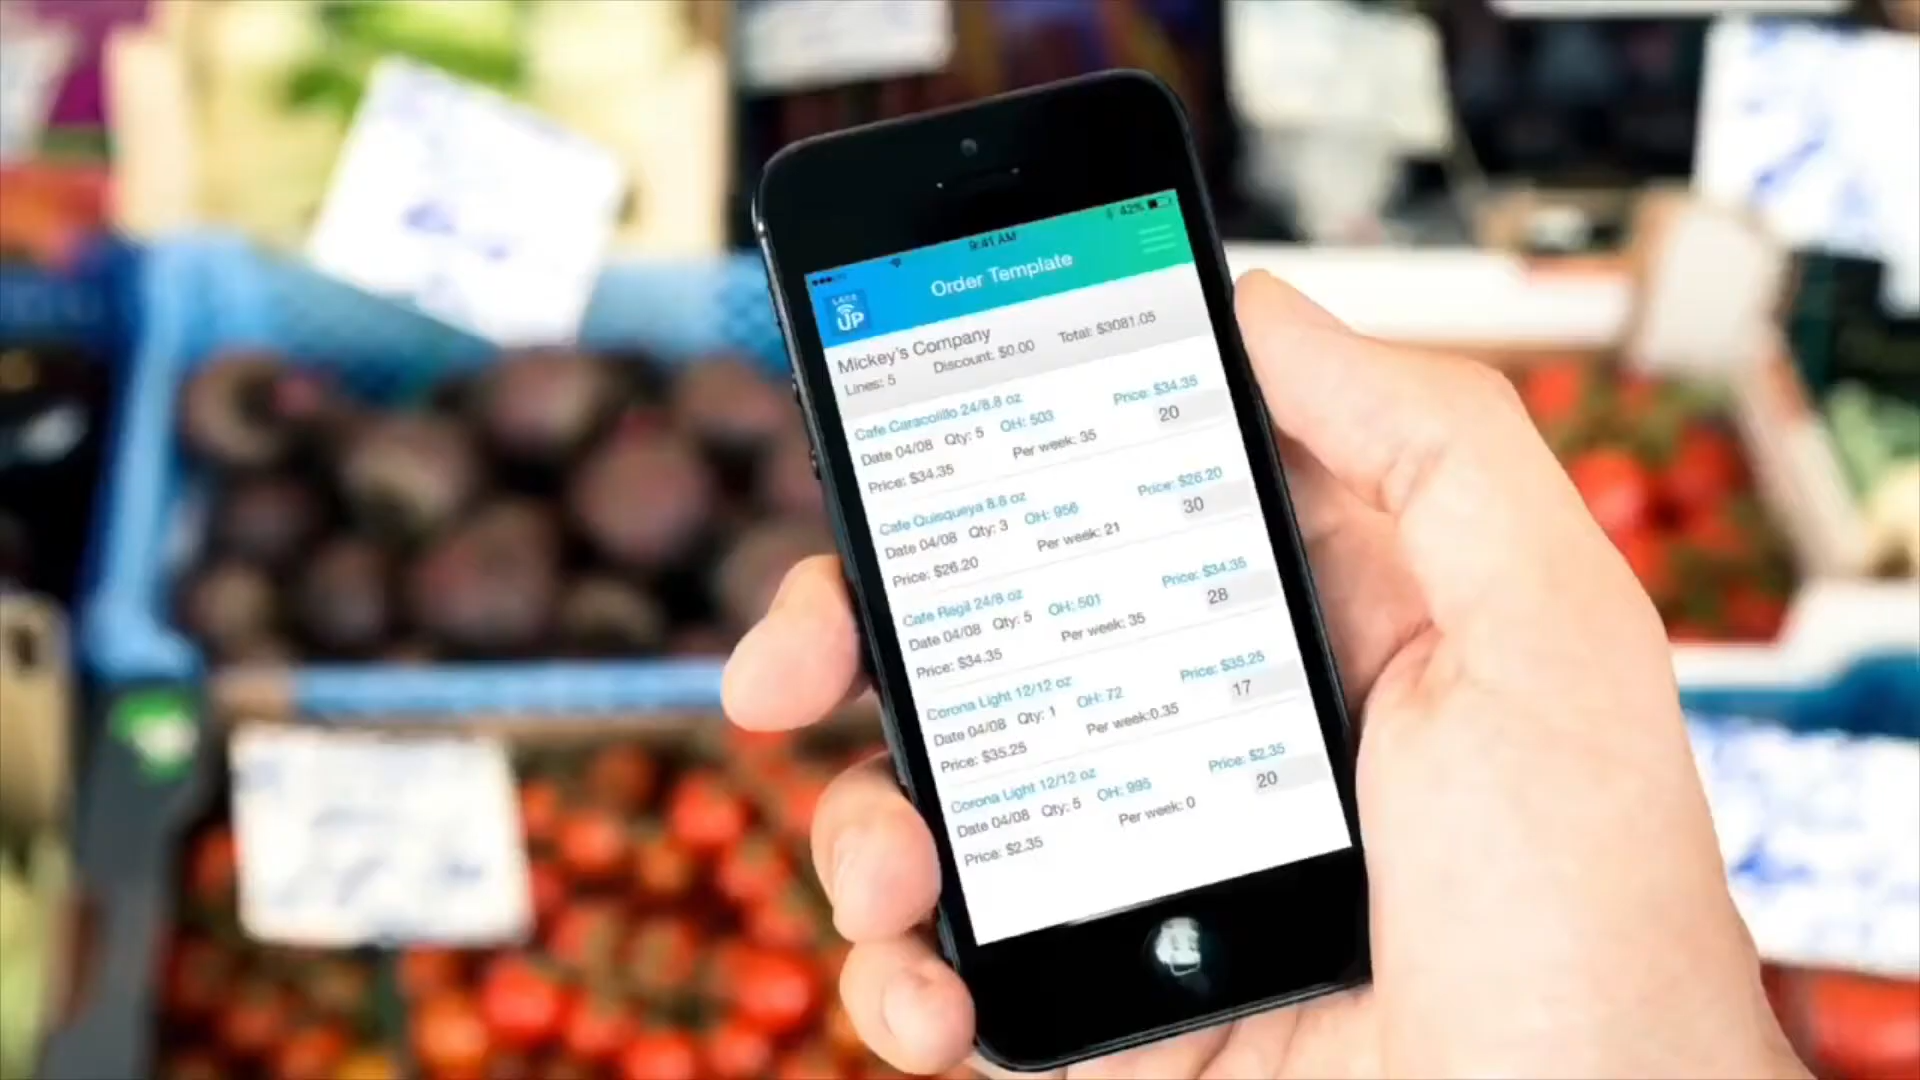 9:41 AM
42%
LACA
UP
Order Template
Mickey's Company
Lines: 5 Discount: $0.00 Total: $3081.05
Cafe Caracolillo 24/8.8 oz Price: $34.35
Date 04/08 Qty: 5 OH: 503 20
Price: $34.35 Per week: 35
Cafe Quisqueya 8.8 oz Price: $26.20
Date 04/08 Qty: 3 OH: 956 30
Price: $26.20 Per week: 21
Cafe Regil 24/8 oz Price: $34.35
Date 04/08 Qty: 5 OH: 501 28
Price: $34.35 Per week: 35
Corona Light 12/12 oz Price: $35.25
Date 04/08 Qty: 1 OH: 72 17
Price: $35.25 Per week:0.35
Corona Light 12/12 oz Price: $2.35
Date 04/08 Qty: 5 OH: 995 20
Price: $2.35 Per week: 0